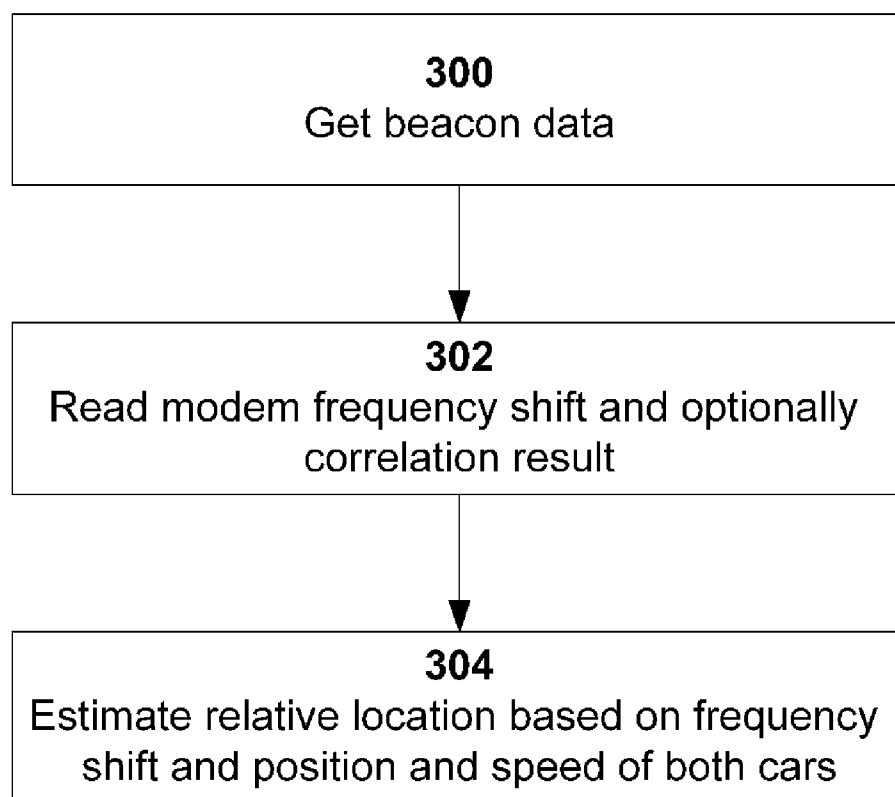 300
Get beacon data
302
Read modem frequency shift and optionally
correlation result
304
Estimate relative location based on frequency
shift and position and speed of both cars